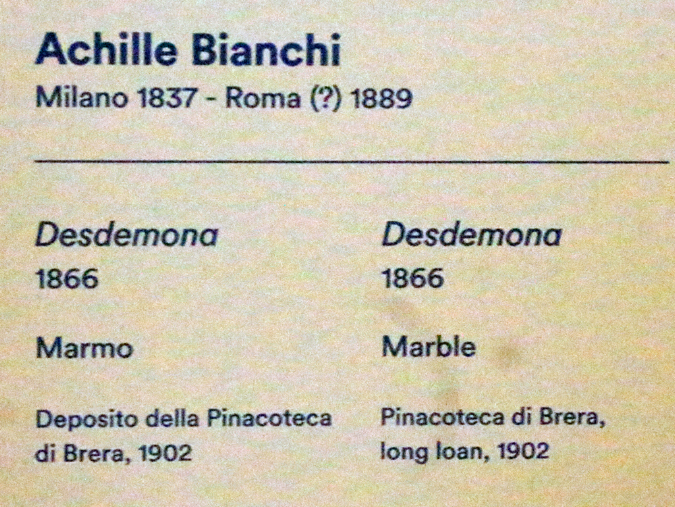 Achille Bianchi
Milano 1837 - Roma (?) 1889
Desdemona
1866
Marmo
Deposito della Pinacoteca
di Brera, 1902
Desdemona
1866
Marble
Pinacoteca di Brera,
long loan, 1902